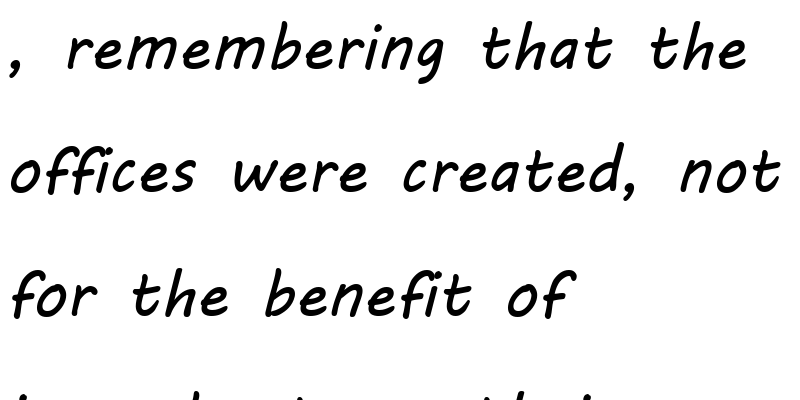 , remembering that the
offices were created, not
for the benefit of